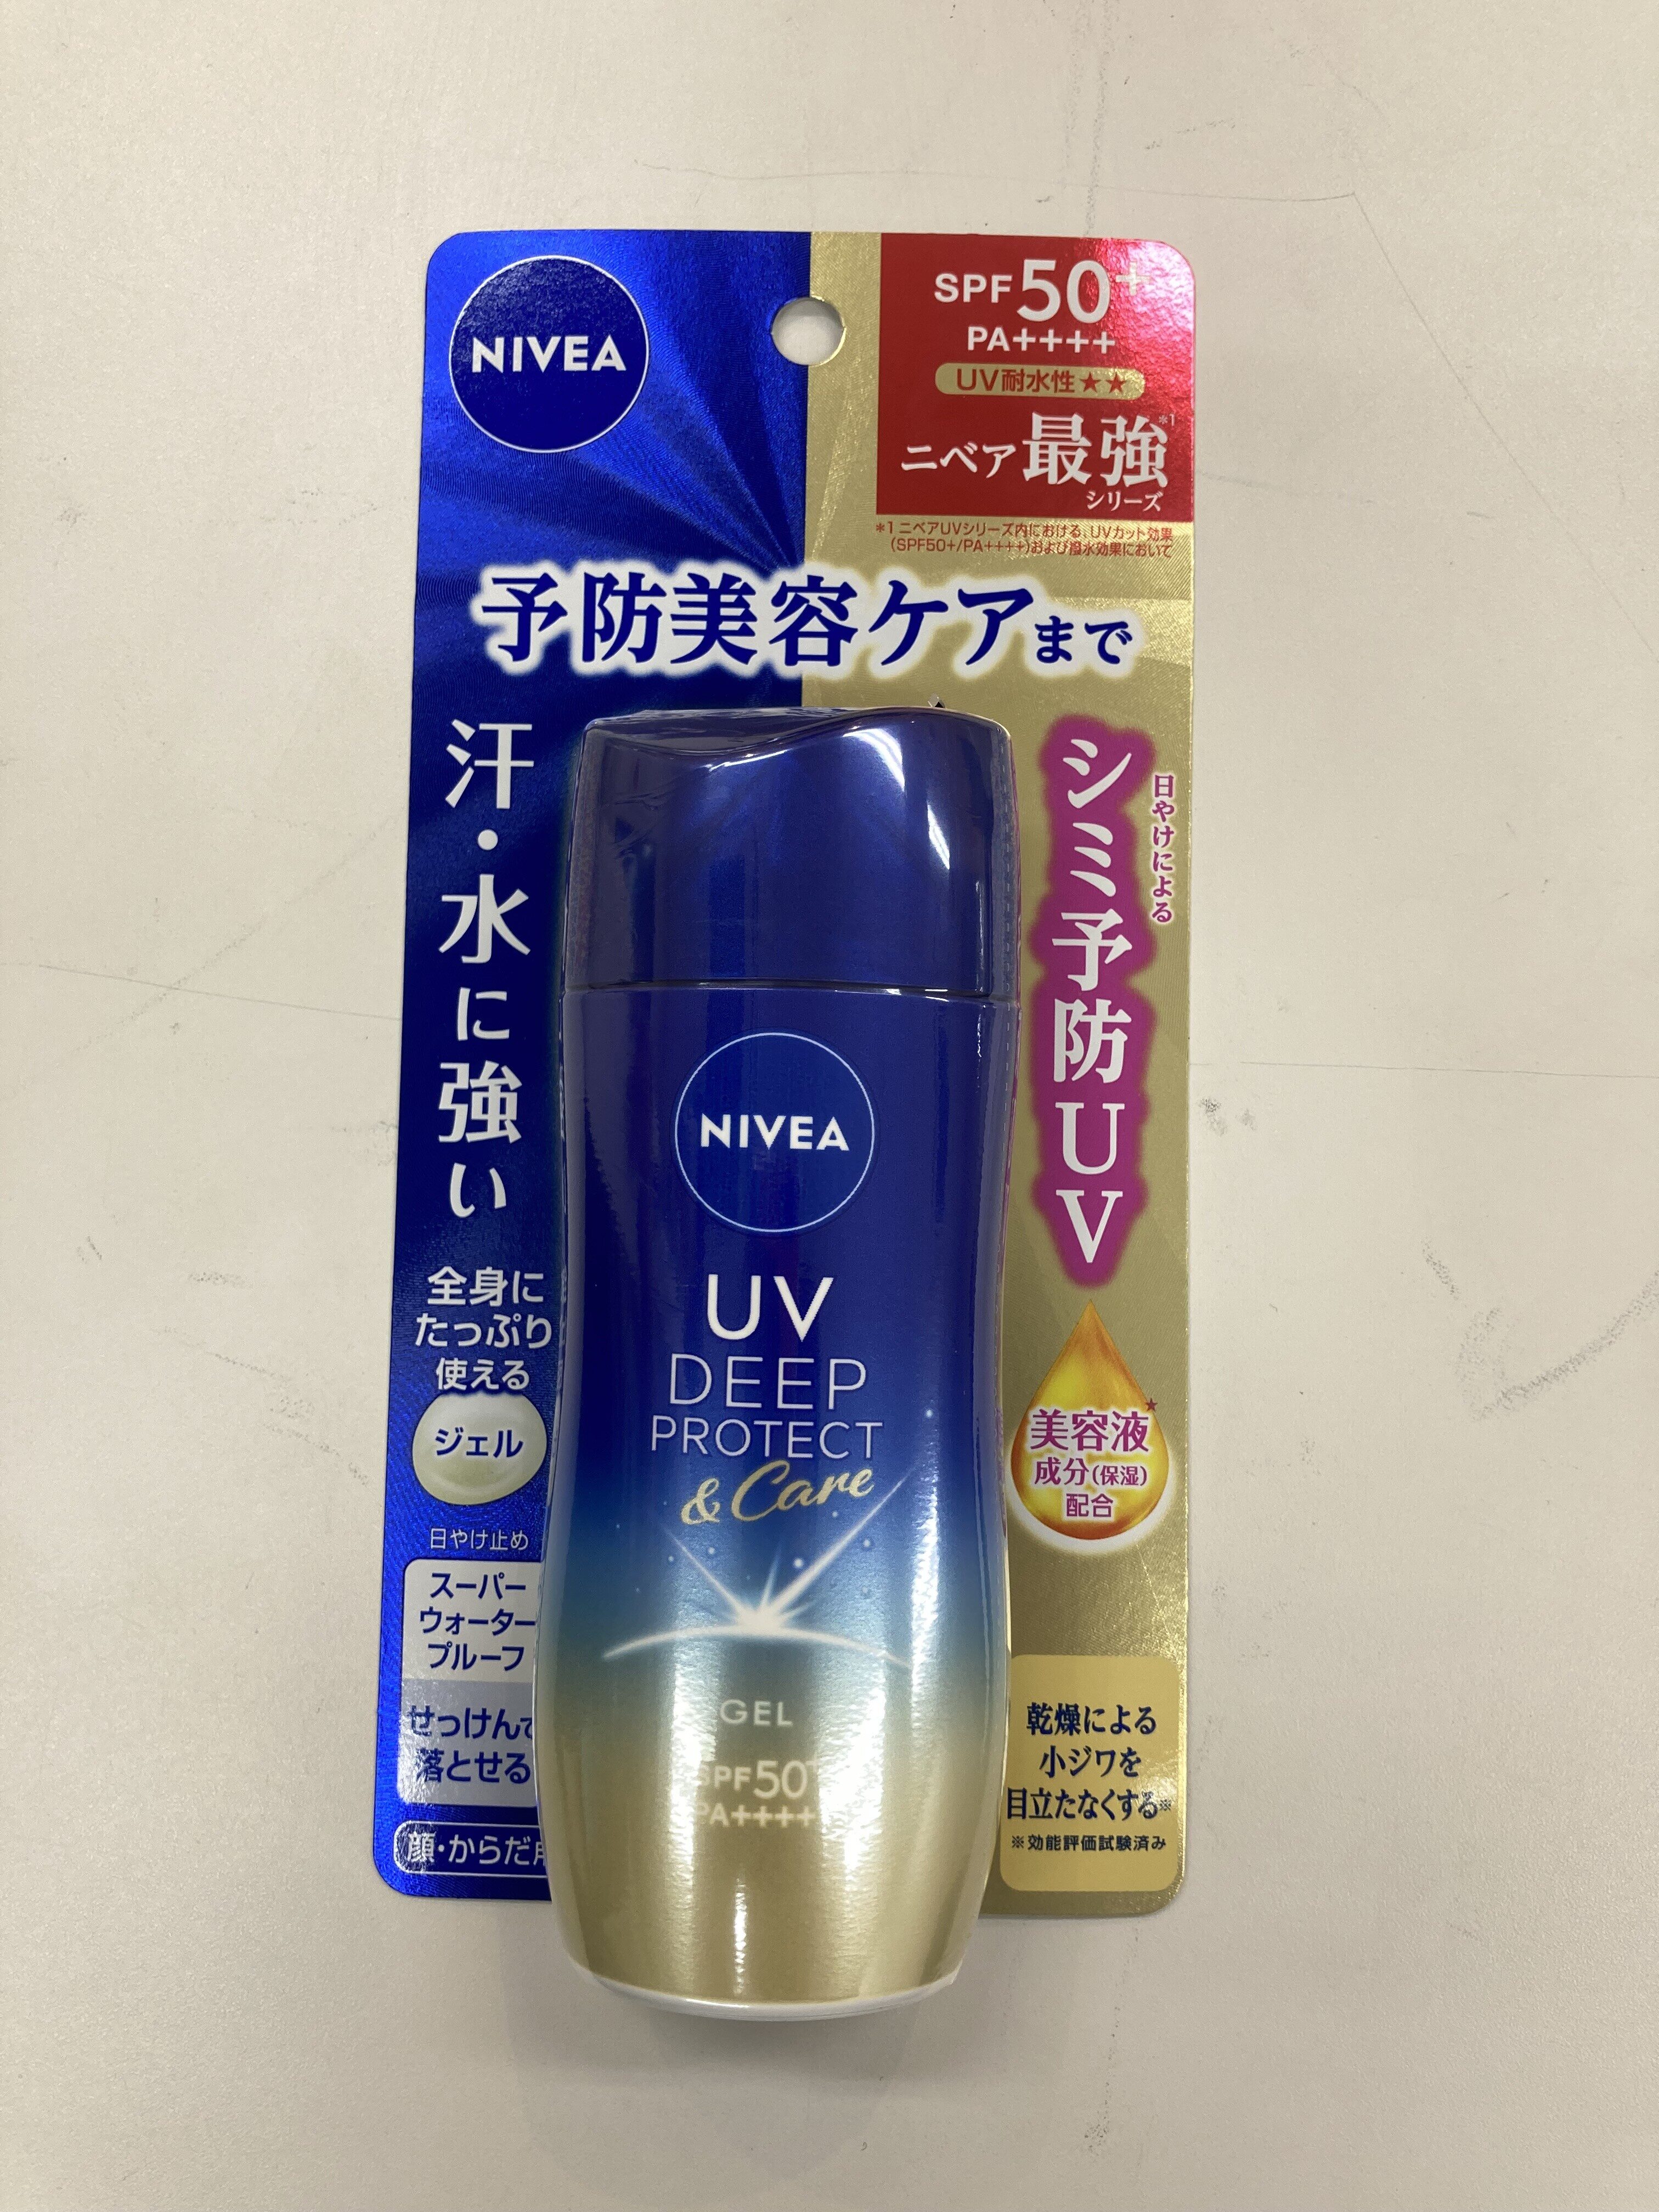 NIVEA
SPF50+
PA++++
UV耐水性★★
ニベア最強*1
シリーズ
*1 ニベアUVシリーズ内における、UVカット効果
(SPF50+/PA++++)および撥水効果において
予防美容ケアまで
汗・水に強い
全身に
たっぷり
使える
ジェル
日やけ止め
スーパー
ウォーター
プルーフ
せっけんで
落とせる
顔・からだ用
日やけによる
シミ予防UV
美容液★
成分(保湿)
配合
乾燥による
小ジワを
目立たなくする※
※効能評価試験済み
NIVEA
UV
DEEP
PROTECT
& Care
GEL
SPF50+
PA++++